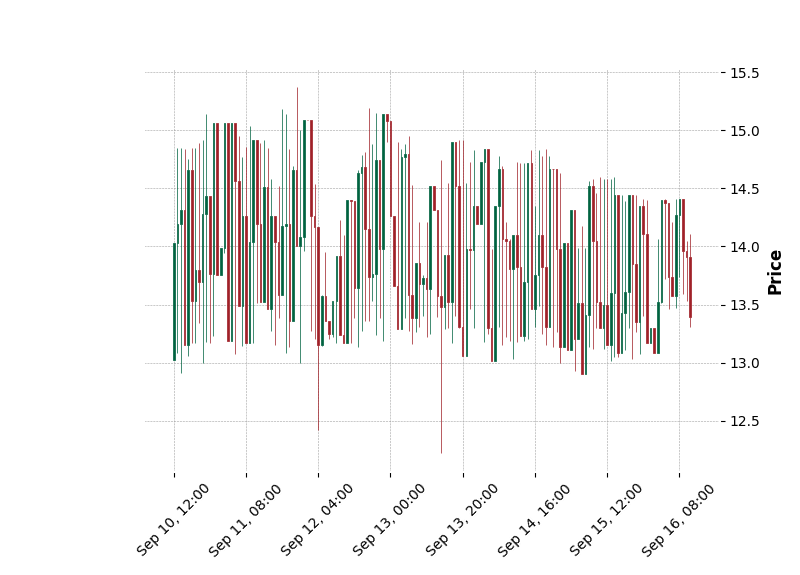 15.5
15.0
14.5
14.0
13.5
13.0
12.5
Price
Sep 10, 12:00
Sep 11, 08:00
Sep 12, 04:00
Sep 13, 00:00
Sep 13, 20:00
Sep 14, 16:00
Sep 15, 12:00
Sep 16, 08:00